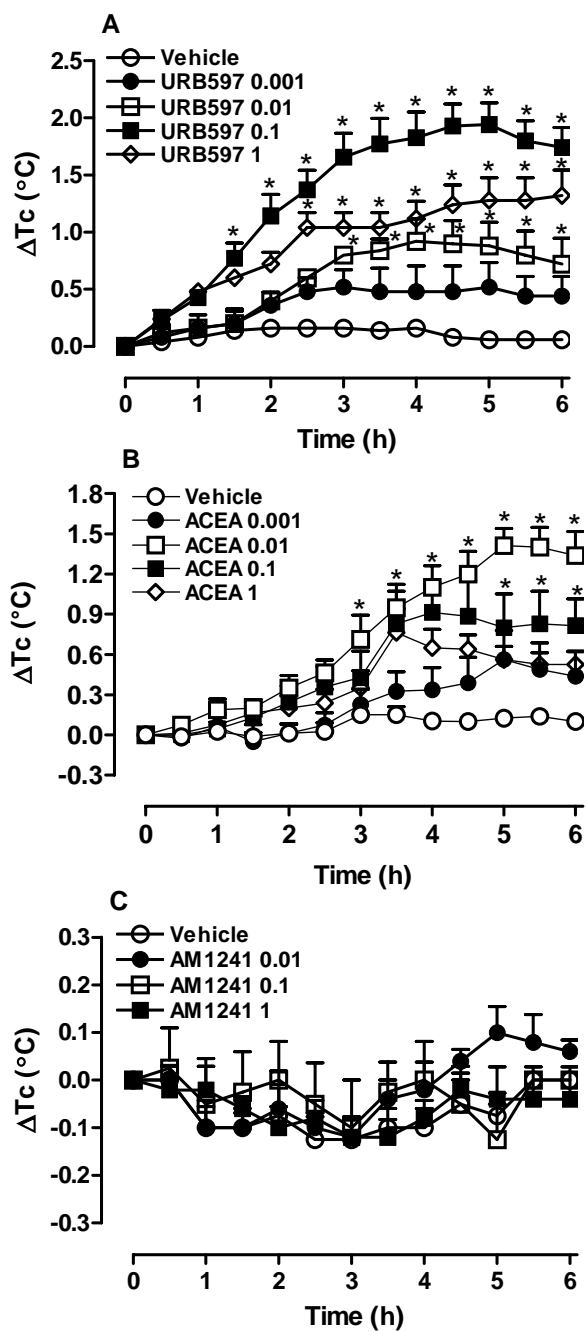 A
Vehicle
URB597 0.001
URB597 0.01
URB597 0.1
URB597 1
2.5
2.0
1.5
1.0
0.5
0.0
ΔTc (°C)
* * * * * * * * * *
* * * * * * * *
* * * * * * *
0 1 2 3 4 5 6
Time (h)
B
Vehicle
ACEA 0.001
ACEA 0.01
ACEA 0.1
ACEA 1
1.8
1.5
1.2
0.9
0.6
0.3
0.0
-0.3
ΔTc (°C)
* * * * * * *
* * *
0 1 2 3 4 5 6
Time (h)
C
Vehicle
AM1241 0.01
AM1241 0.1
AM1241 1
0.3
0.2
0.1
0.0
-0.1
-0.2
-0.3
ΔTc (°C)
0 1 2 3 4 5 6
Time (h)